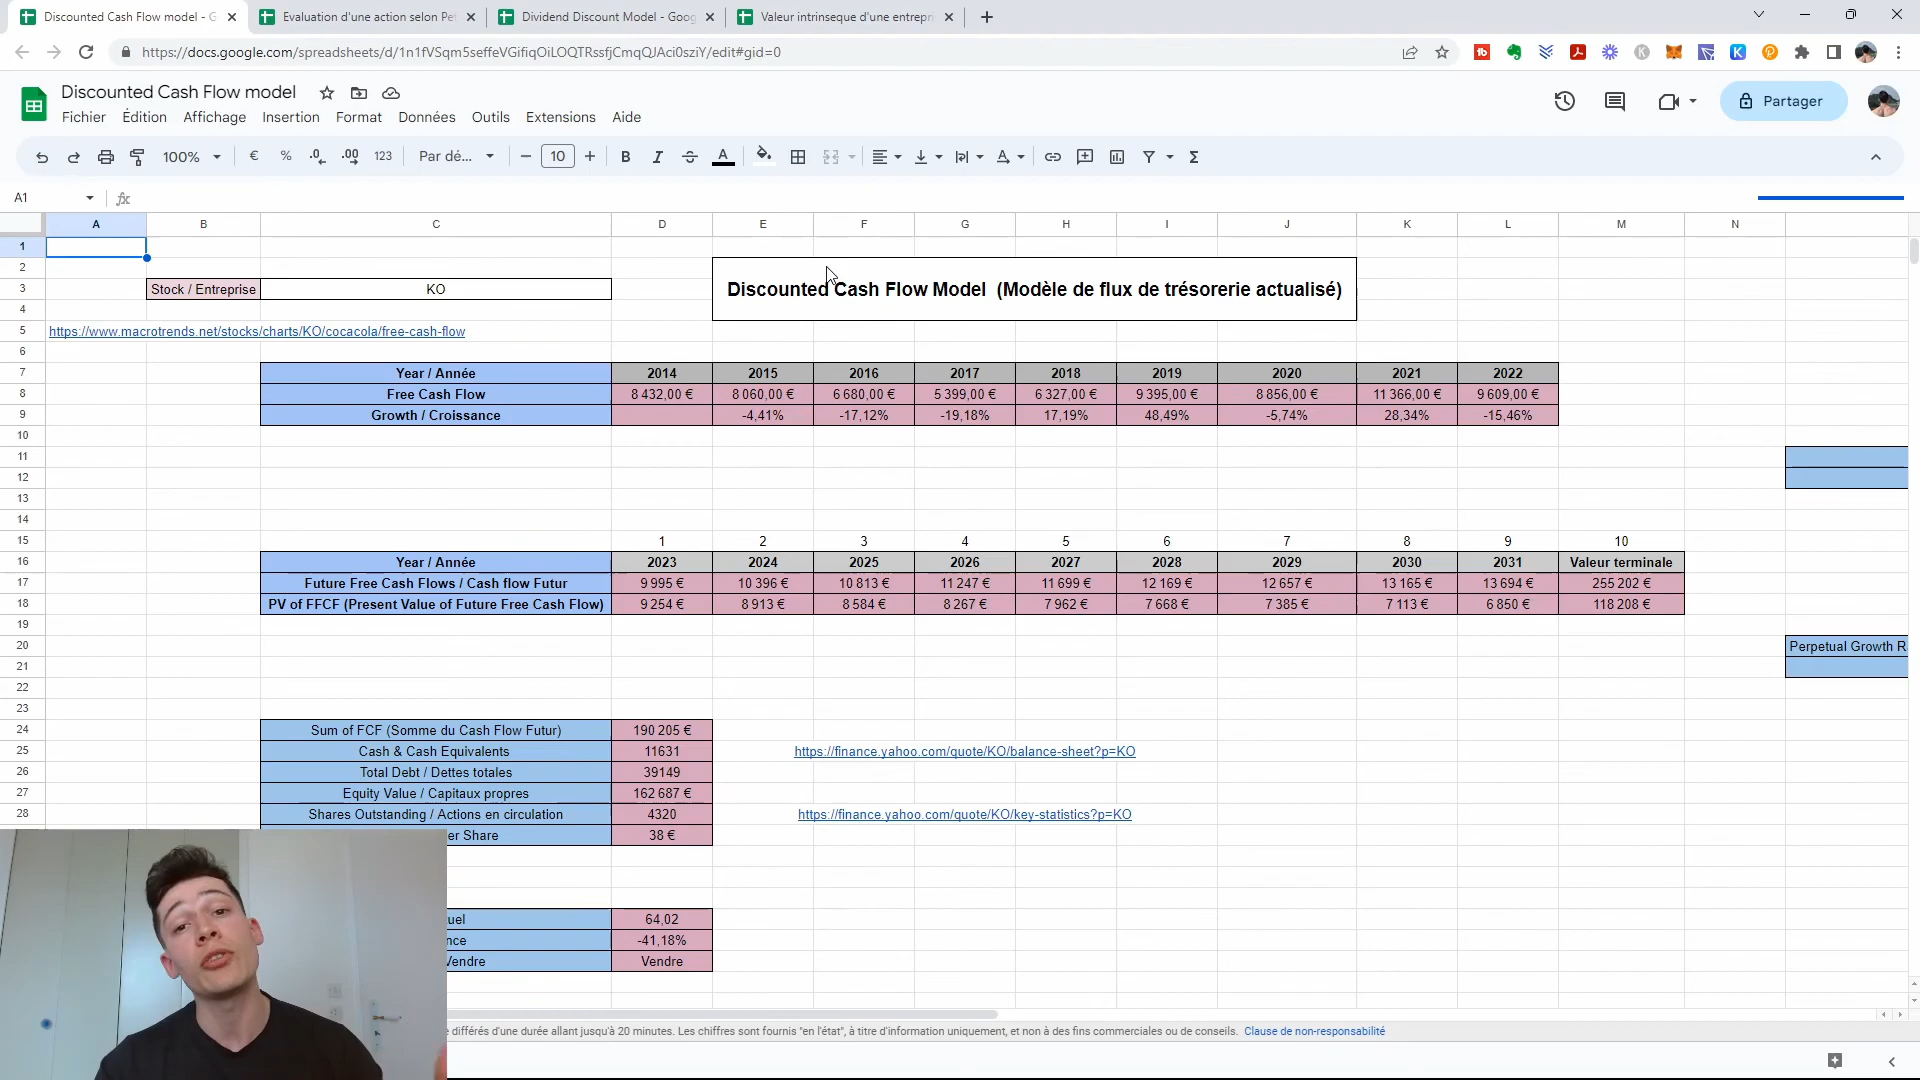 Discounted Cash Flow model - G
Evaluation d'une action selon Pet
Dividend Discount Model - Goog
Valeur intrinseque d'une entrepri
https://docs.google.com/spreadsheets/d/1n1fVSqm5seffeVGifiqOiLOQTRssfjCmqQJAci0sziY/edit#gid=0
Discounted Cash Flow model
Fichier Édition Affichage Insertion Format Données Outils Extensions Aide
Partager
100% € % .0 .00 123 Par dé... 10 B I S A Σ
A1 fx
A B C D E F G H I J K L M N
1
2
3 Stock / Entreprise KO Discounted Cash Flow Model (Modèle de flux de trésorerie actualisé)
4
5 https://www.macrotrends.net/stocks/charts/KO/cocacola/free-cash-flow
6
7 Year / Année 2014 2015 2016 2017 2018 2019 2020 2021 2022
8 Free Cash Flow 8 432,00 € 8 060,00 € 6 680,00 € 5 399,00 € 6 327,00 € 9 395,00 € 8 856,00 € 11 366,00 € 9 609,00 €
9 Growth / Croissance -4,41% -17,12% -19,18% 17,19% 48,49% -5,74% 28,34% -15,46%
10
11
12
13
14
15 1 2 3 4 5 6 7 8 9 10
16 Year / Année 2023 2024 2025 2026 2027 2028 2029 2030 2031 Valeur terminale
17 Future Free Cash Flows / Cash flow Futur 9 995 € 10 396 € 10 813 € 11 247 € 11 699 € 12 169 € 12 657 € 13 165 € 13 694 € 255 202 €
18 PV of FFCF (Present Value of Future Free Cash Flow) 9 254 € 8 913 € 8 584 € 8 267 € 7 962 € 7 668 € 7 385 € 7 113 € 6 850 € 118 208 €
19
20 Perpetual Growth R
21
22
23
24 Sum of FCF (Somme du Cash Flow Futur) 190 205 €
25 Cash & Cash Equivalents 11631 https://finance.yahoo.com/quote/KO/balance-sheet?p=KO
26 Total Debt / Dettes totales 39149
27 Equity Value / Capitaux propres 162 687 €
28 Shares Outstanding / Actions en circulation 4320 https://finance.yahoo.com/quote/KO/key-statistics?p=KO
er Share 38 €
uel 64,02
nce -41,18%
Vendre Vendre
différés d'une durée allant jusqu'à 20 minutes. Les chiffres sont fournis "en l'état", à titre d'information uniquement, et non à des fins commerciales ou de conseils. Clause de non-responsabilité